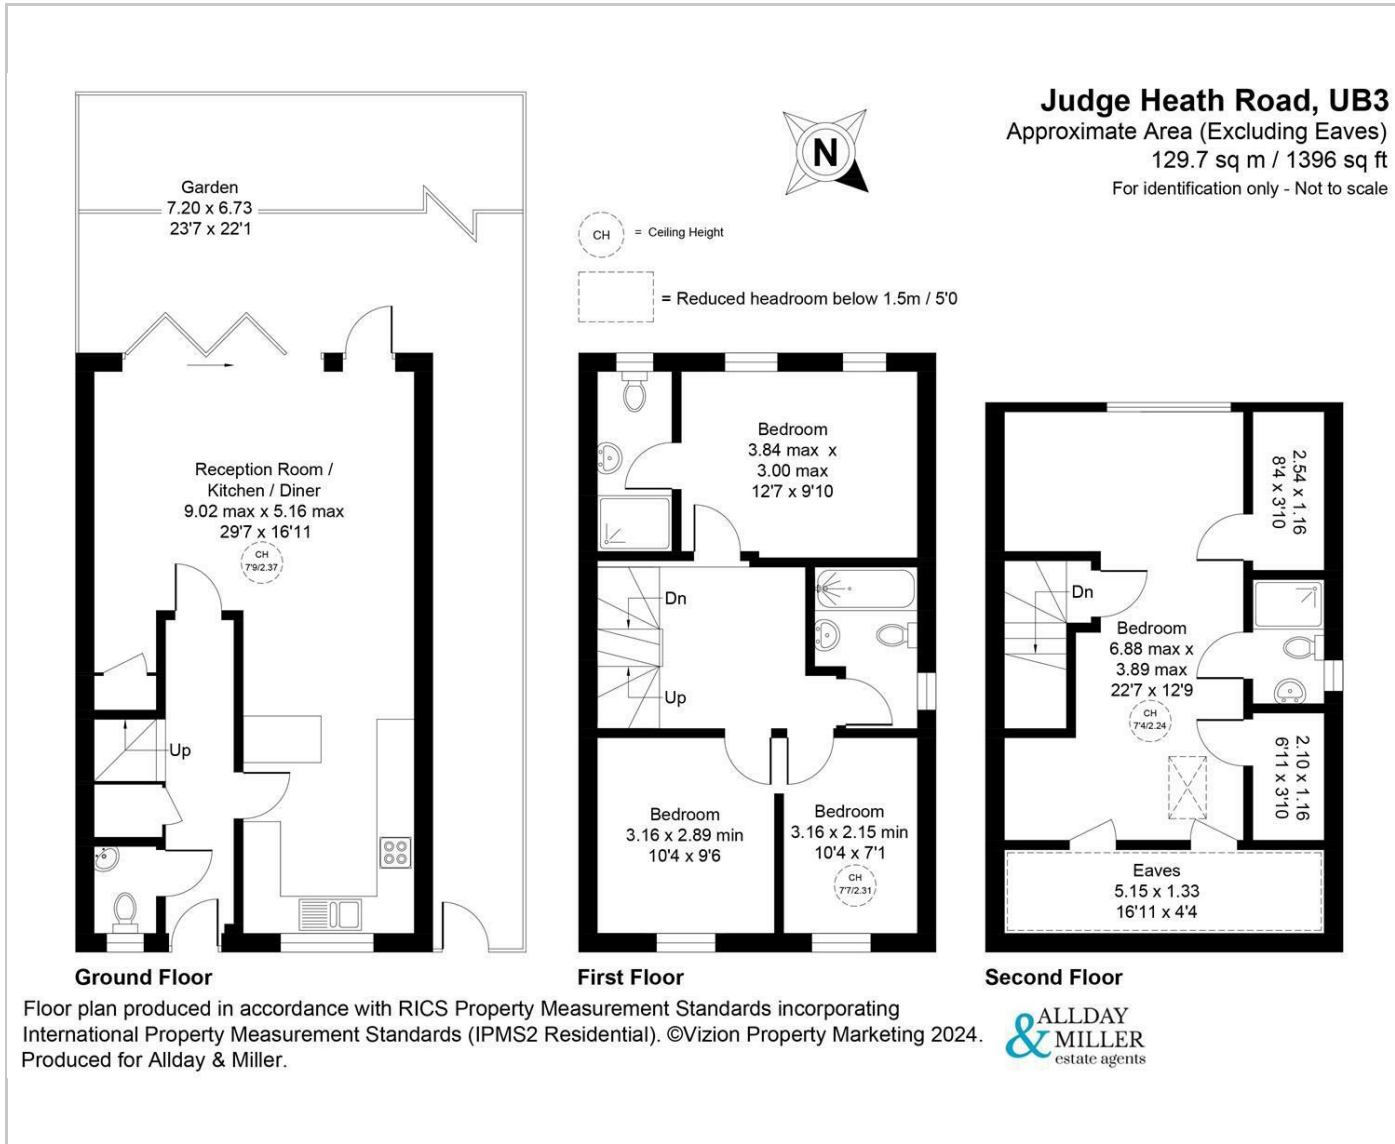 Judge Heath Road, UB3
Approximate Area (Excluding Eaves)
129.7 sq m / 1396 sq ft
For identification only - Not to scale
N
CH
= Ceiling Height
= Reduced headroom below 1.5m / 5'0
Garden
7.20 x 6.73
23'7 x 22'1
Reception Room /
Kitchen / Diner
9.02 max x 5.16 max
29'7 x 16'11
CH
7'9/2.37
Up
Ground Floor
Bedroom
3.84 max x
3.00 max
12'7 x 9'10
Dn
Up
Bedroom
3.16 x 2.89 min
10'4 x 9'6
Bedroom
3.16 x 2.15 min
10'4 x 7'1
CH
7'7/2.31
First Floor
2.54 x 1.16
8'4 x 3'10
Dn
Bedroom
6.88 max x
3.89 max
22'7 x 12'9
CH
7'4/2.24
2.10 x 1.16
6'11 x 3'10
Eaves
5.15 x 1.33
16'11 x 4'4
Second Floor
Floor plan produced in accordance with RICS Property Measurement Standards incorporating
International Property Measurement Standards (IPMS2 Residential). ©Vizion Property Marketing 2024.
Produced for Allday & Miller.
ALLDAY
& MILLER
estate agents